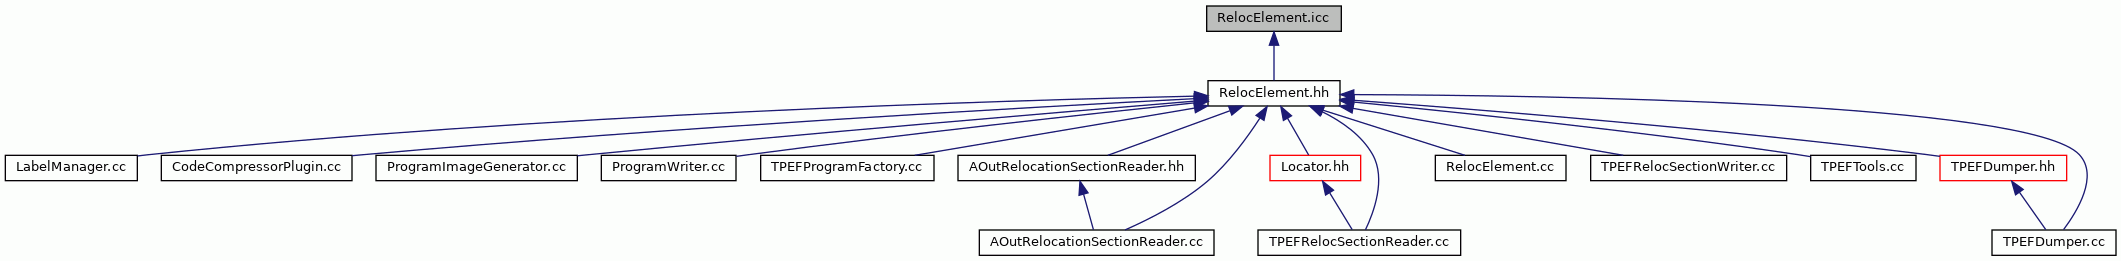 RelocElement.icc
RelocElement.hh
LabelManager.cc
CodeCompressorPlugin.cc
ProgramImageGenerator.cc
ProgramWriter.cc
TPEFProgramFactory.cc
AOutRelocationSectionReader.hh
Locator.hh
RelocElement.cc
TPEFRelocSectionWriter.cc
TPEFTools.cc
TPEFDumper.hh
AOutRelocationSectionReader.cc
TPEFRelocSectionReader.cc
TPEFDumper.cc